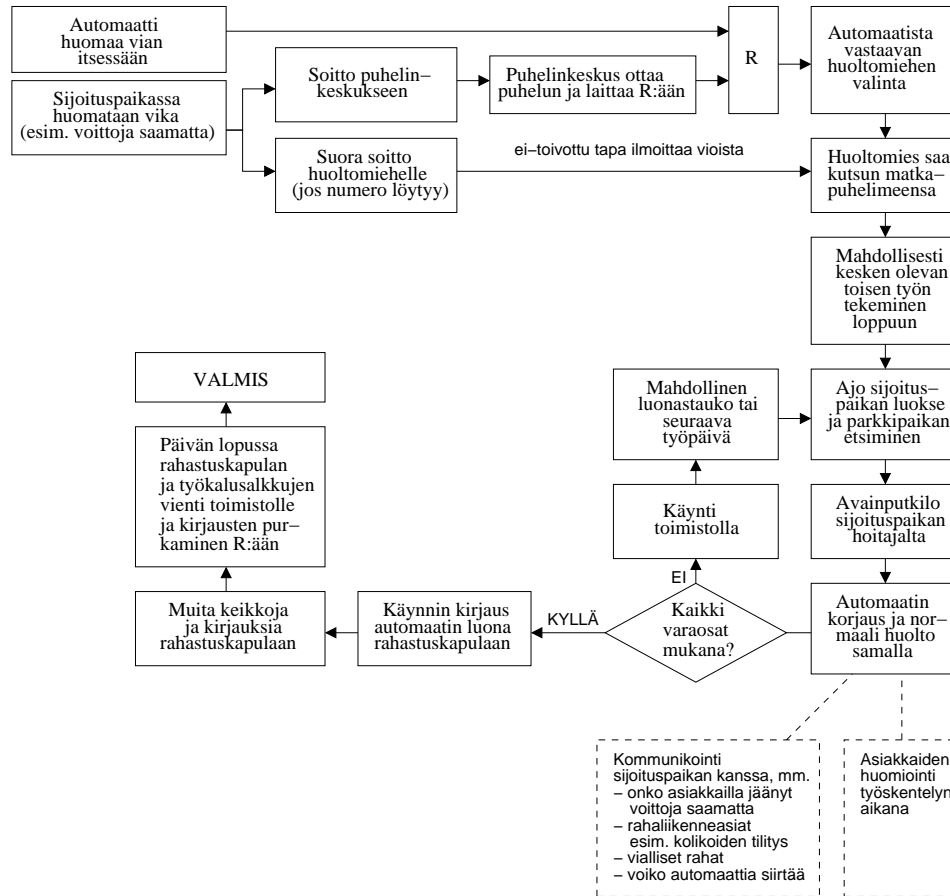 Automaatti
huomaa vian
itsessään
Sijoituspaikassa
huomataan vika
(esim. voittoja saamatta)
Soitto puhelin–
keskukseen
Puhelinkeskus ottaa
puhelun ja laittaa R:ään
R
Automaatista
vastaavan
huoltomiehen
valinta
Suora soitto
huoltomiehelle
(jos numero löytyy)
ei–toivottu tapa ilmoittaa vioista
Huoltomies saa
kutsun matka–
puhelimeensa
Mahdollisesti
kesken olevan
toisen työn
tekeminen
loppuun
Ajo sijoitus–
paikan luokse
ja parkkipaikan
etsiminen
Mahdollinen
luonastauko tai
seuraava
työpäivä
VALMIS
Päivän lopussa
rahastuskapulan
ja työkalusalkkujen
vienti toimistolle
ja kirjausten pur–
kaminen R:ään
Käynti
toimistolla
Avainputkilo
sijoituspaikan
hoitajalta
EI
Automaatin
korjaus ja nor–
maali huolto
samalla
Kaikki
varaosat
mukana?
KYLLÄ
Käynnin kirjaus
automaatin luona
rahastuskapulaan
Muita keikkoja
ja kirjauksia
rahastuskapulaan
Kommunikointi
sijoituspaikan kanssa, mm.
– onko asiakkailla jäänyt
voittoja saamatta
– rahaliikenneasiat
esim. kolikoiden tilitys
– vialliset rahat
– voiko automaattia siirtää
Asiakkaiden
huomiointi
työskentelyn
aikana